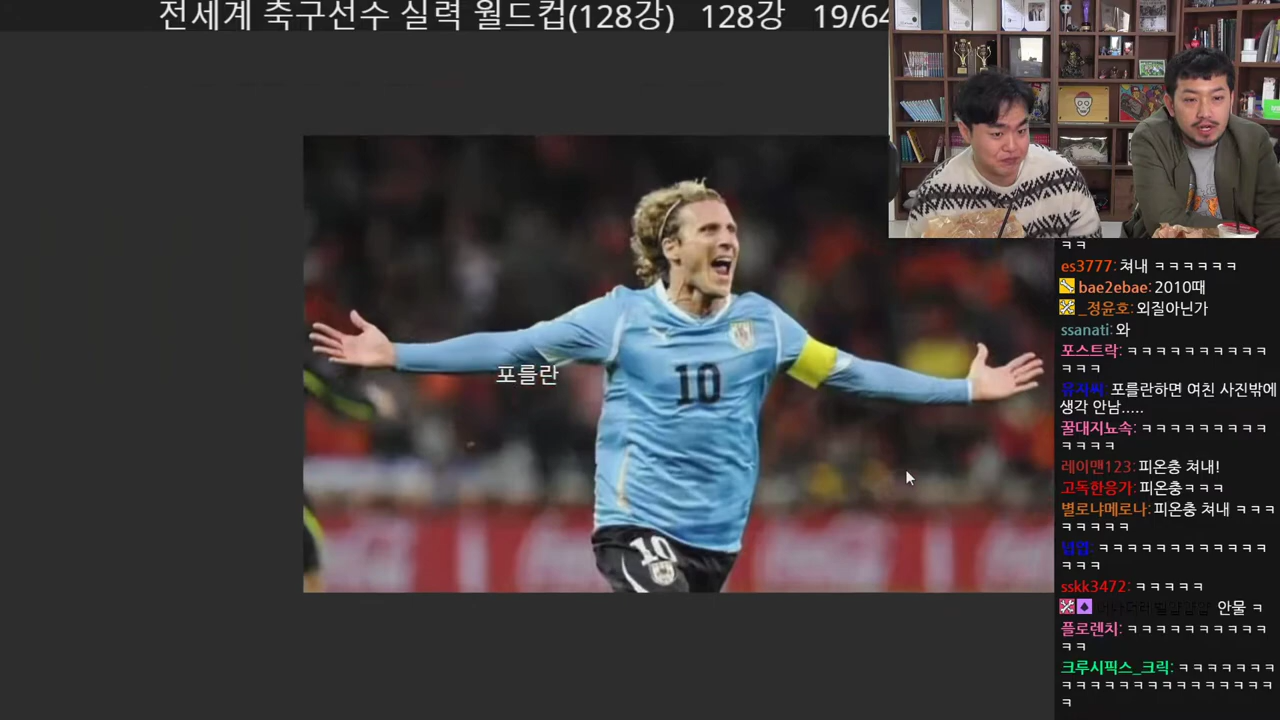 전세계 축구선수 실력 월드컵(128강) 128강 19/64
포를란
10
10
ㅋㅋ
es3777: 쳐내 ㅋㅋㅋㅋㅋㅋ
bae2ebae: 2010때
_정윤호: 외질아닌가
ssanati: 와
포스트락: ㅋㅋㅋㅋㅋㅋㅋㅋㅋㅋ
ㅋㅋㅋ
유지씨: 포를란하면 여친 사진밖에
생각 안남.....
꿀대지뇨속: ㅋㅋㅋㅋㅋㅋㅋㅋㅋ
ㅋㅋㅋㅋ
레이맨123: 피온충 쳐내!
고독한응가: 피온충ㅋㅋㅋ
별로냐메로나: 피온충 쳐내 ㅋㅋㅋ
ㅋㅋㅋㅋㅋ
ㅋㅋㅋㅋㅋㅋㅋㅋㅋㅋㅋㅋ
ㅋㅋㅋ
sskk3472: ㅋㅋㅋㅋㅋ
안물 ㅋ
플로렌치: ㅋㅋㅋㅋㅋㅋㅋㅋㅋㅋ
ㅋㅋ
크루시픽스_크릭: ㅋㅋㅋㅋㅋㅋㅋ
ㅋㅋㅋㅋㅋㅋㅋㅋㅋㅋㅋㅋㅋㅋㅋ
ㅋ